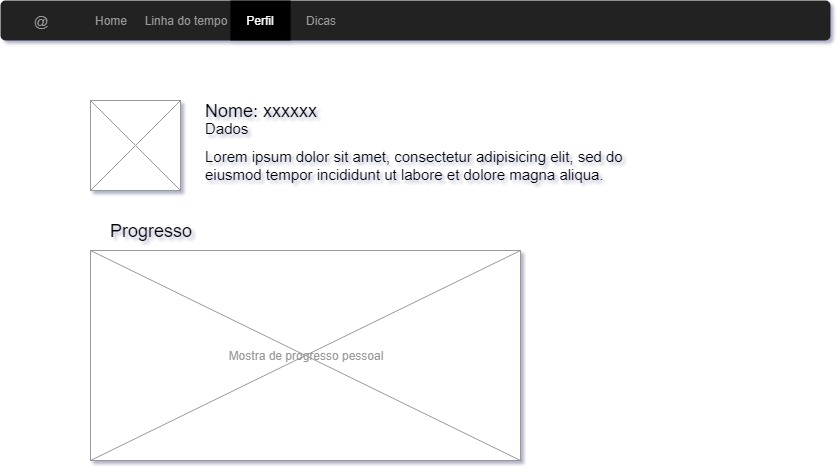 @ Home Linha do tempo Perfil Dicas
Nome: xxxxxx
Dados
Lorem ipsum dolor sit amet, consectetur adipisicing elit, sed do
eiusmod tempor incididunt ut labore et dolore magna aliqua.
Progresso
Mostra de progresso pessoal